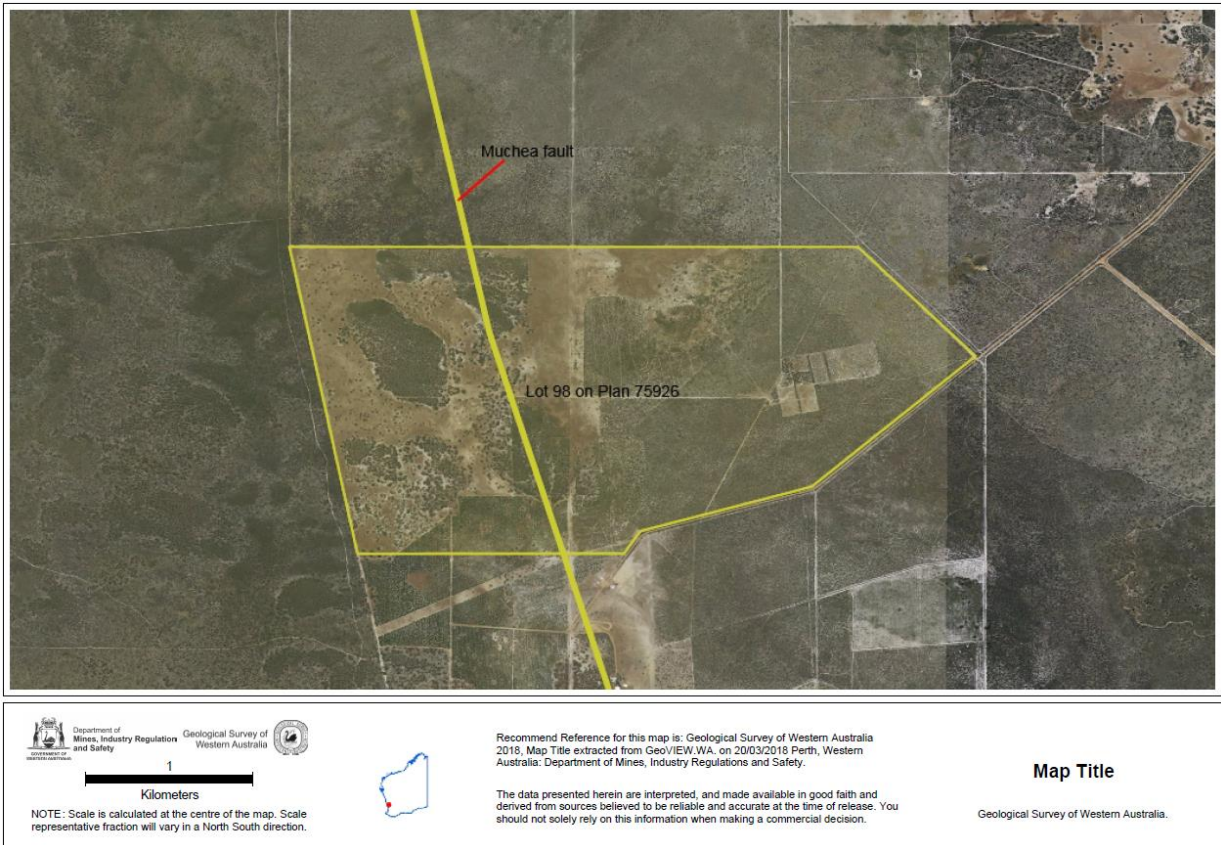 Muchea fault
Lot 98 on Plan 75926
Department of
Mines, Industry Regulation
and Safety
GOVERNMENT OF
WESTERN AUSTRALIA
Geological Survey of
Western Australia
1
Kilometers
NOTE: Scale is calculated at the centre of the map. Scale
representative fraction will vary in a North South direction.
Recommend Reference for this map is: Geological Survey of Western Australia
2018, Map Title extracted from GeoVIEW.WA. on 20/03/2018 Perth, Western
Australia: Department of Mines, Industry Regulations and Safety.
The data presented herein are interpreted, and made available in good faith and
derived from sources believed to be reliable and accurate at the time of release. You
should not solely rely on this information when making a commercial decision.
Map Title
Geological Survey of Western Australia.